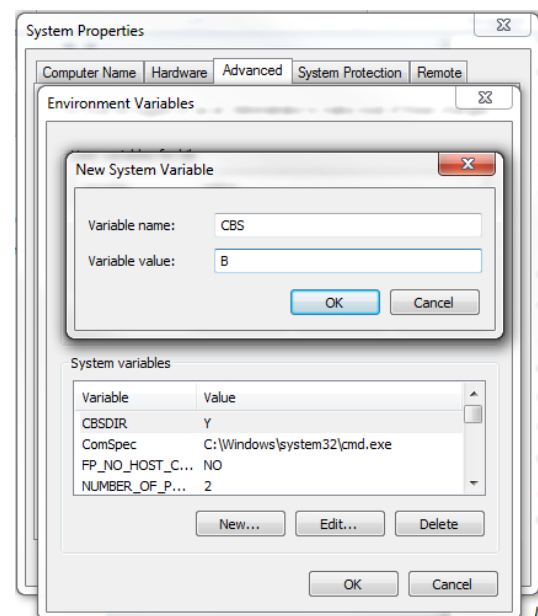 System Properties
Computer Name Hardware Advanced System Protection Remote
Environment Variables
New System Variable
Variable name: CBS
Variable value: B
OK Cancel
System variables
Variable Value
CBSDIR Y
ComSpec C:\Windows\system32\cmd.exe
FP_NO_HOST_C... NO
NUMBER_OF_P... 2
New... Edit... Delete
OK Cancel